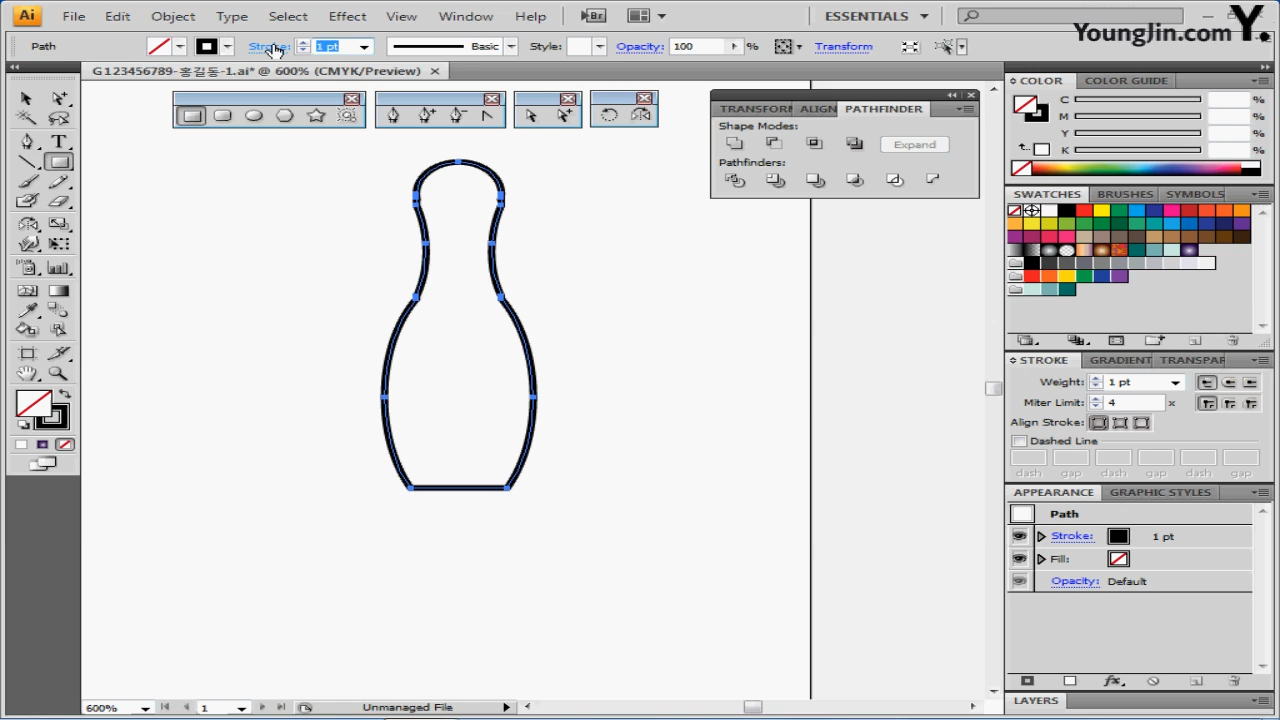 Ai File Edit Object Type Select Effect View Window Help Br ESSENTIALS
YoungJin.com Y.
Path Stroke: 1 pt Basic Style: Opacity: 100 % Transform
G123456789-홍길동-1.ai* @ 600% (CMYK/Preview)
TRANSFORM ALIGN PATHFINDER
Shape Modes:
Expand
Pathfinders:
COLOR COLOR GUIDE
C %
M %
Y %
K %
SWATCHES BRUSHES SYMBOLS
STROKE GRADIENT TRANSPAR
Weight: 1 pt
Miter Limit: 4 x
Align Stroke:
Dashed Line
dash gap dash gap dash gap
APPEARANCE GRAPHIC STYLES
Path
Stroke: 1 pt
Fill:
Opacity: Default
LAYERS
600% 1 Unmanaged File